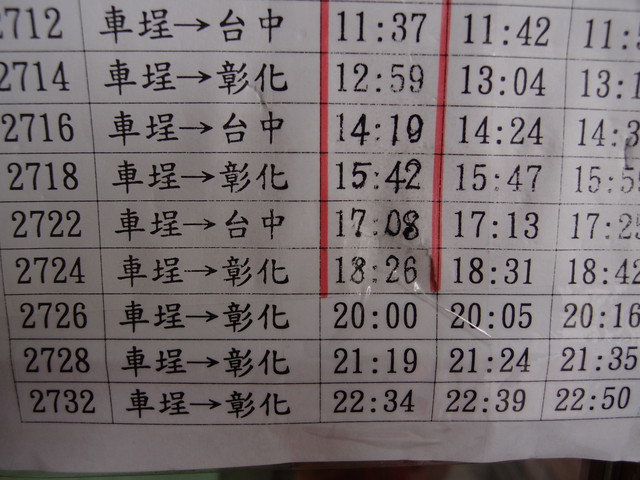 2712 車埕→台中 11:37 11:42
2714 車埕→彰化 12:59 13:04
2716 車埕→台中 14:19 14:24
2718 車埕→彰化 15:42 15:47
2722 車埕→台中 17:08 17:13
2724 車埕→彰化 18:26 18:31 18:42
2726 車埕→彰化 20:00 20:05 20:16
2728 車埕→彰化 21:19 21:24 21:35
2732 車埕→彰化 22:34 22:39 22:50